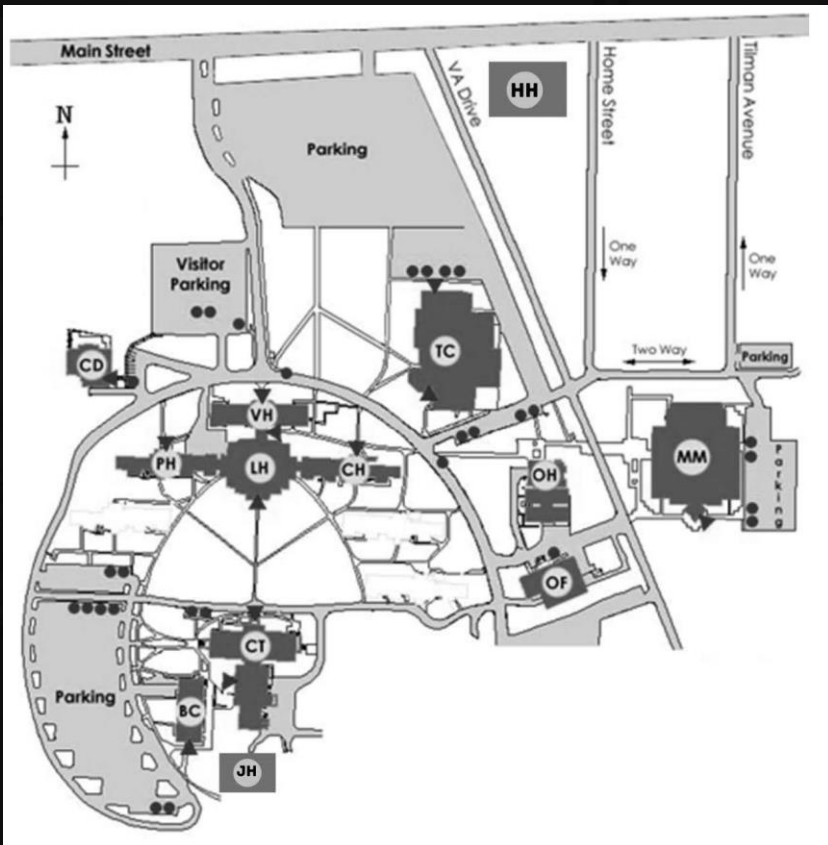 Main Street
N
Parking
VA Drive
HH
Home Street
Tilman Avenue
One
Way
One
Way
Visitor
Parking
TC
CD
Two Way
Parking
VH
PH
LH
CH
OH
MM
Parking
OF
CT
Parking
BC
JH